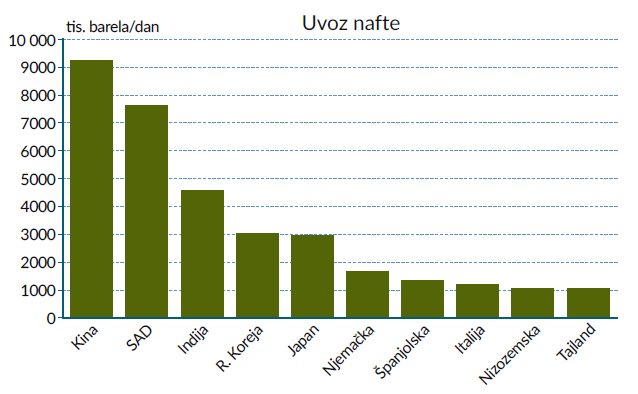 Uvoz nafte
tis. barela/dan
10 000
9000
8000
7000
6000
5000
4000
3000
2000
1000
0
Kina
SAD
Indija
R. Koreja
Japan
Njemačka
Španjolska
Italija
Nizozemska
Tajland